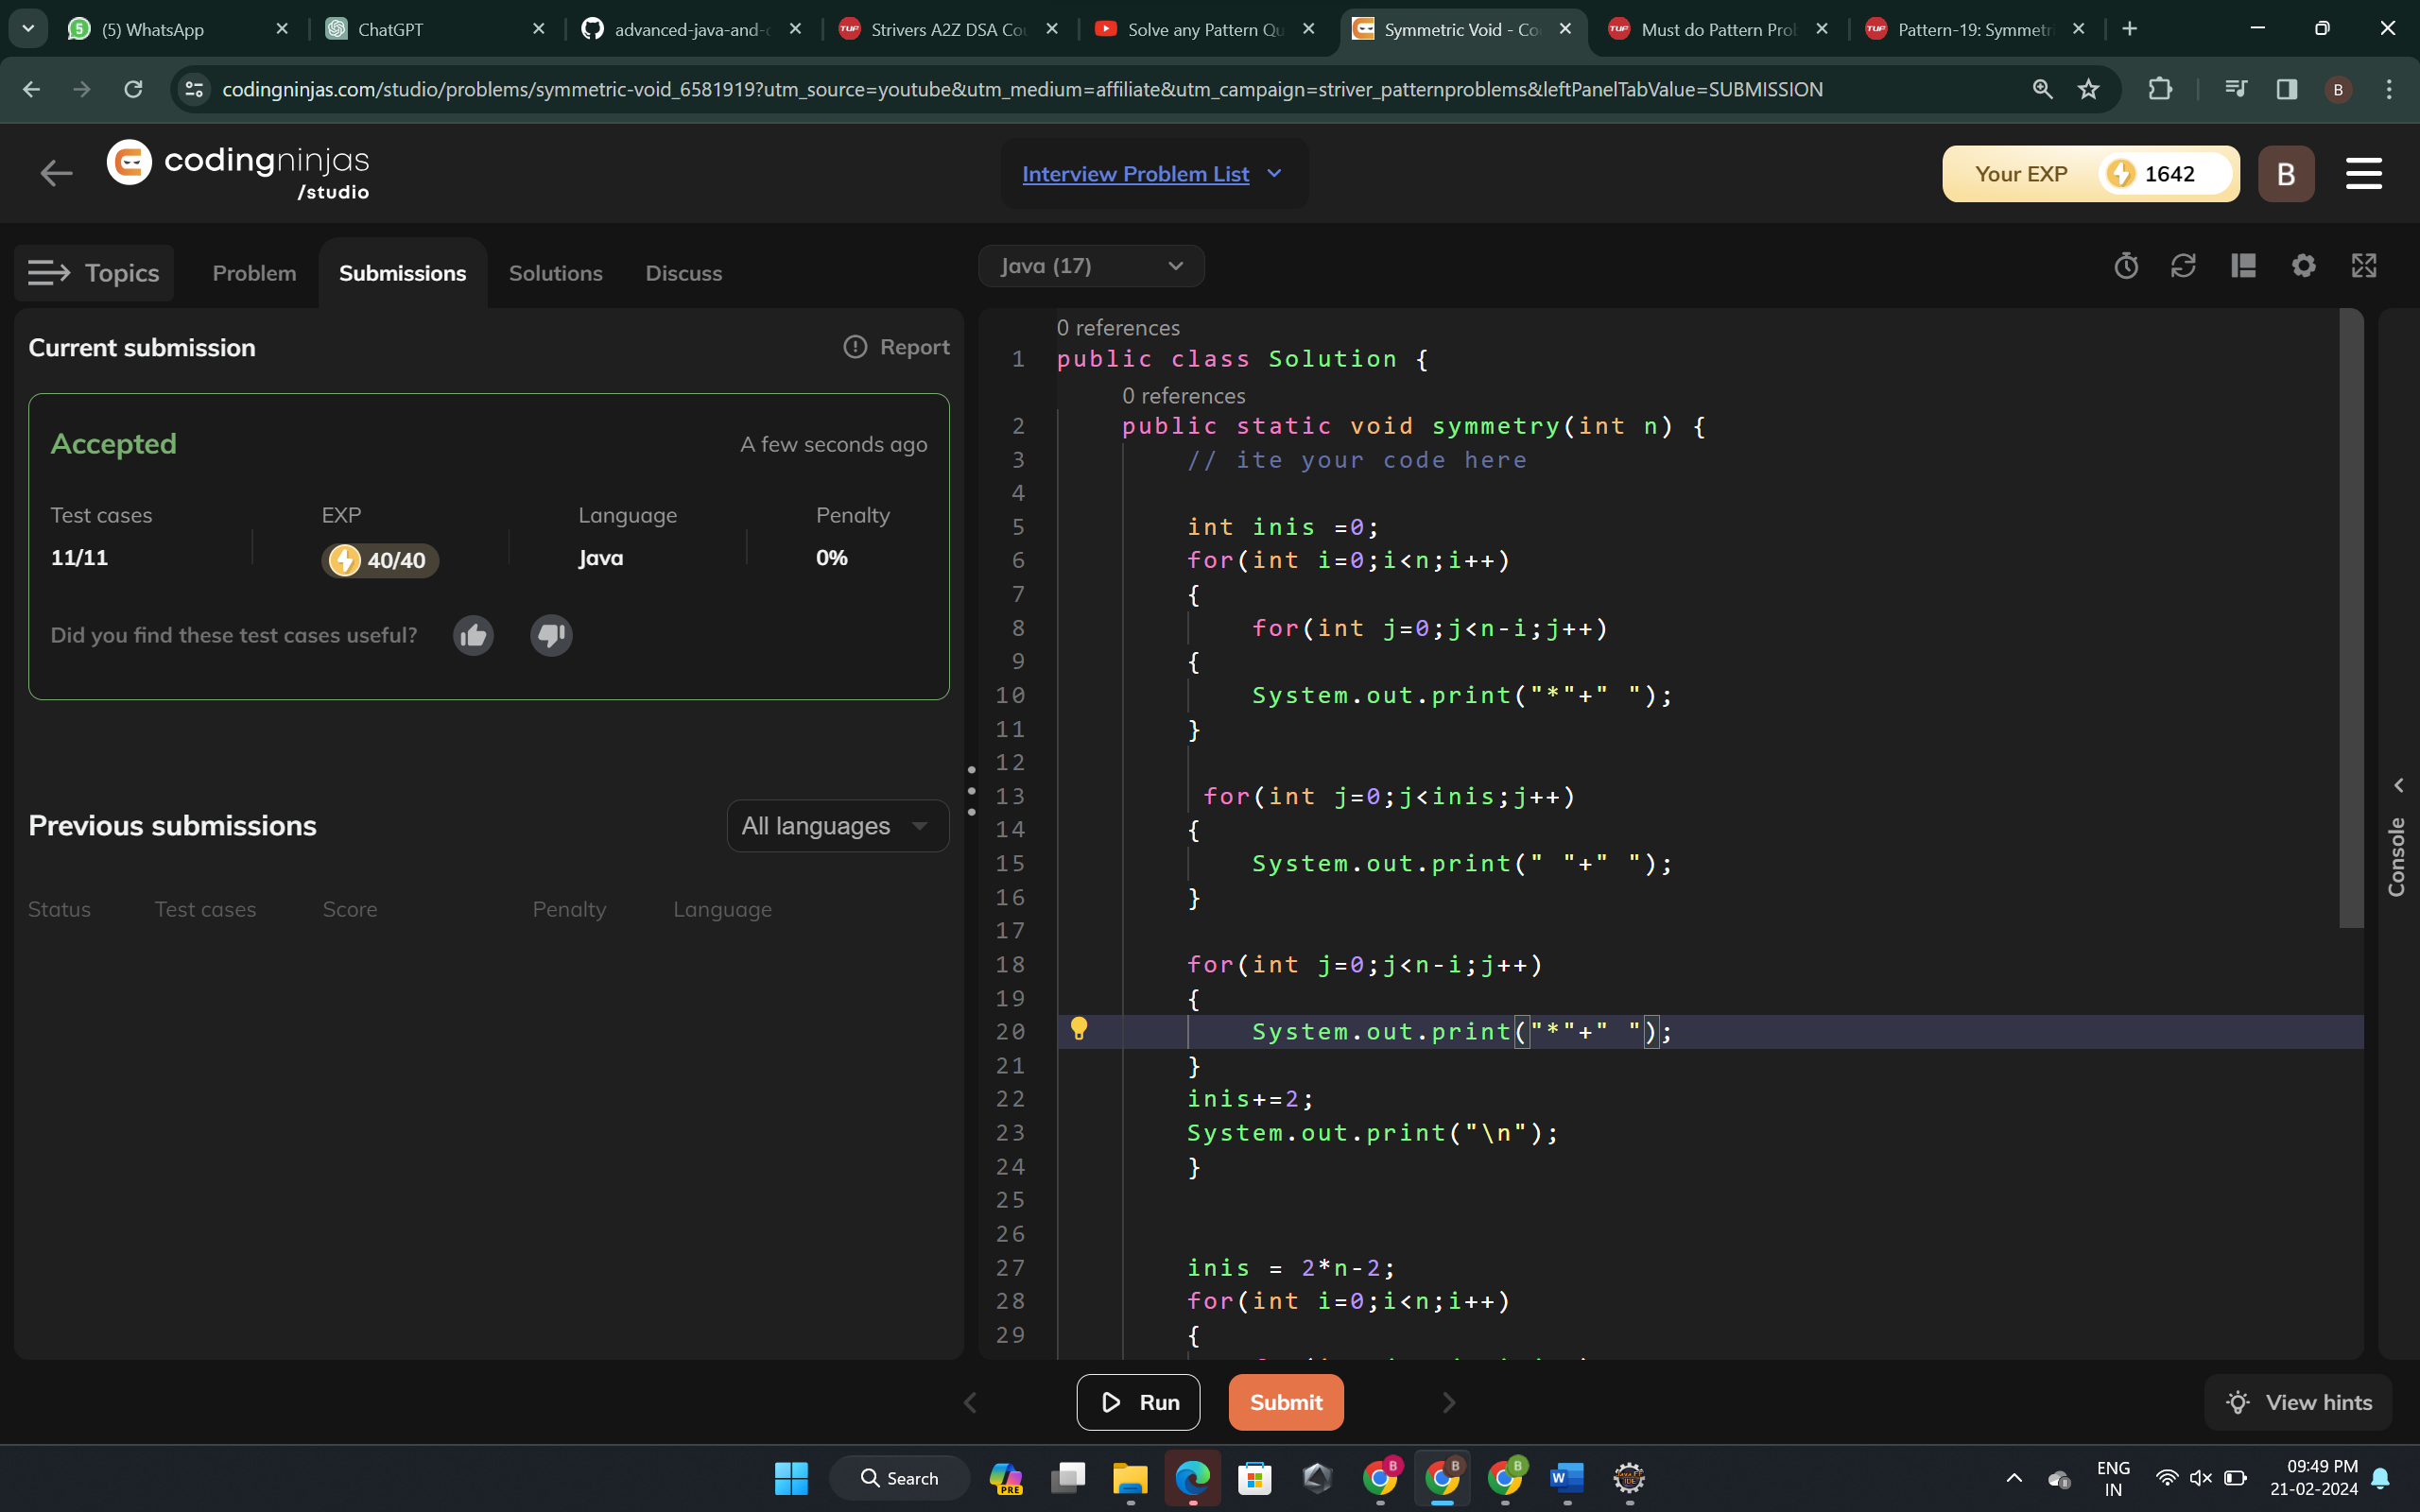 (5) WhatsApp
ChatGPT
advanced-java-and-c
Strivers A2Z DSA Cou
Solve any Pattern Qu
Symmetric Void - Co
Must do Pattern Prob
Pattern-19: Symmetri
codingninjas.com/studio/problems/symmetric-void_6581919?utm_source=youtube&utm_medium=affiliate&utm_campaign=striver_patternproblems&leftPanelTabValue=SUBMISSION
B
codingninjas
/studio
Interview Problem List
Your EXP 1642
B
Topics Problem Submissions Solutions Discuss
Java (17)
Current submission
Report
Accepted
A few seconds ago
Test cases EXP Language Penalty
11/11 40/40 Java 0%
Did you find these test cases useful?
Previous submissions
All languages
Status Test cases Score Penalty Language
0 references
1 public class Solution {
0 references
2 public static void symmetry(int n) {
3 // ite your code here
4
5 int inis =0;
6 for(int i=0;i<n;i++)
7 {
8 for(int j=0;j<n-i;j++)
9 {
10 System.out.print("*"+" ");
11 }
12
13 for(int j=0;j<inis;j++)
14 {
15 System.out.print(" "+" ");
16 }
17
18 for(int j=0;j<n-i;j++)
19 {
20 System.out.print("*"+" ");
21 }
22 inis+=2;
23 System.out.print("\n");
24 }
25
26
27 inis = 2*n-2;
28 for(int i=0;i<n;i++)
29 {
Console
Run
Submit
View hints
Search
PRE
B
B
B
W
ENG
IN
09:49 PM
21-02-2024